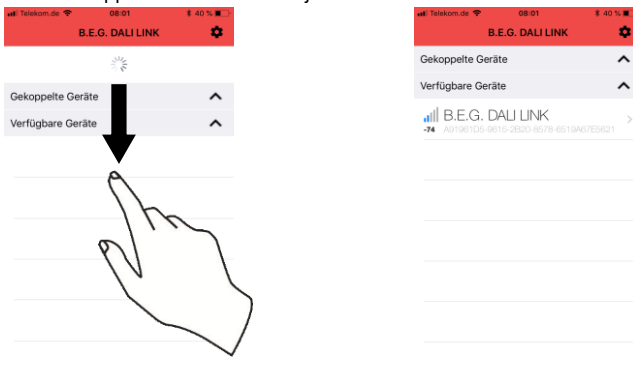 Telekom.de 08:01 40 %
B.E.G. DALI LINK
Gekoppelte Geräte
Verfügbare Geräte
Telekom.de 08:01 40 %
B.E.G. DALI LINK
Gekoppelte Geräte
Verfügbare Geräte
B.E.G. DALI LINK
-74 A91961D5-9615-2B20-8578-6519A67E5621